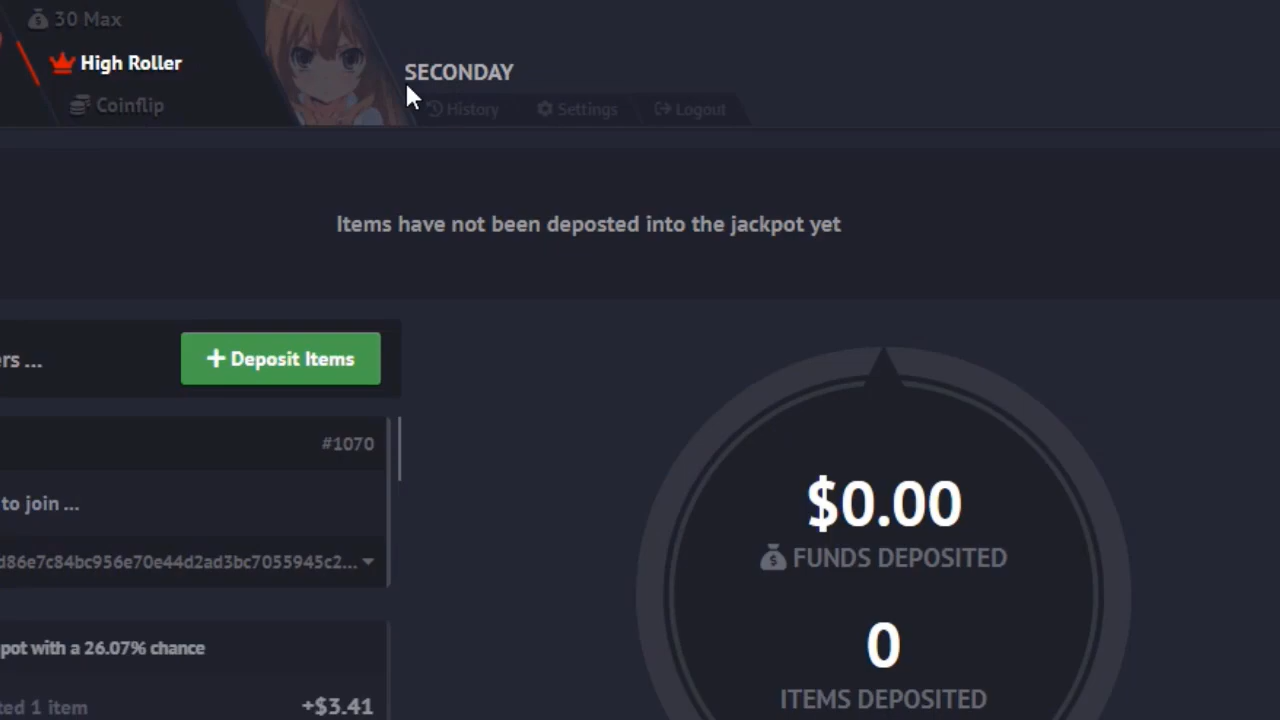 30 Max
High Roller
Coinflip
SECONDAY
History
Settings
Logout
Items have not been deposted into the jackpot yet
ers ...
+ Deposit Items
#1070
to join ...
d86e7c84bc956e70e44d2ad3bc7055945c2...
pot with a 26.07% chance
ted 1 item
+$3.41
$0.00
FUNDS DEPOSITED
0
ITEMS DEPOSITED